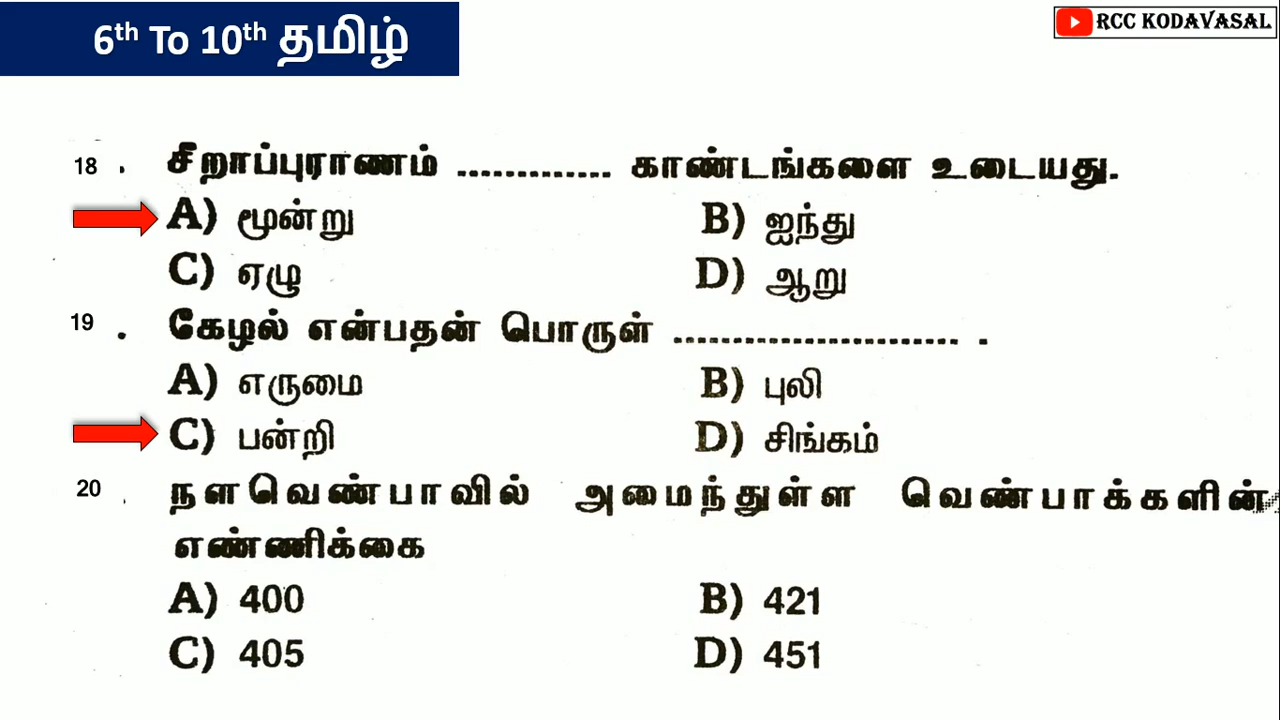 6th To 10th தமிழ்
RCC KODAVASAL
18 . சீறாப்புராணம் ............. காண்டங்களை உடையது.
A) மூன்று B) ஐந்து
C) ஏழு D) ஆறு
19 . கேழல் என்பதன் பொருள் ........................ .
A) எருமை B) புலி
C) பன்றி D) சிங்கம்
20 . நளவெண்பாவில் அமைந்துள்ள வெண்பாக்களின்
எண்ணிக்கை
A) 400 B) 421
C) 405 D) 451